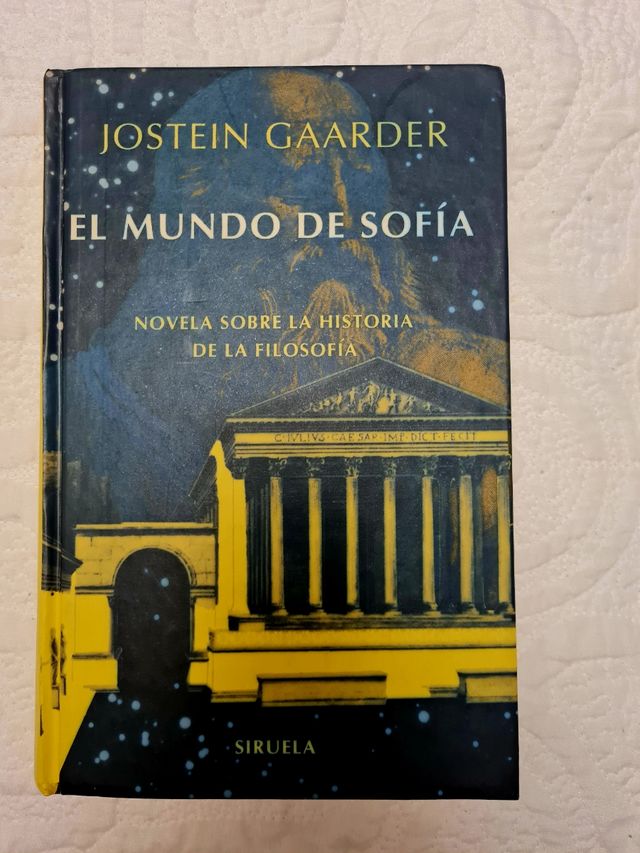 JOSTEIN GAARDER
EL MUNDO DE SOFÍA
NOVELA SOBRE LA HISTORIA
DE LA FILOSOFÍA
C·IVLIVS·CAESAR·IMP·DICT·FECIT
SIRUELA